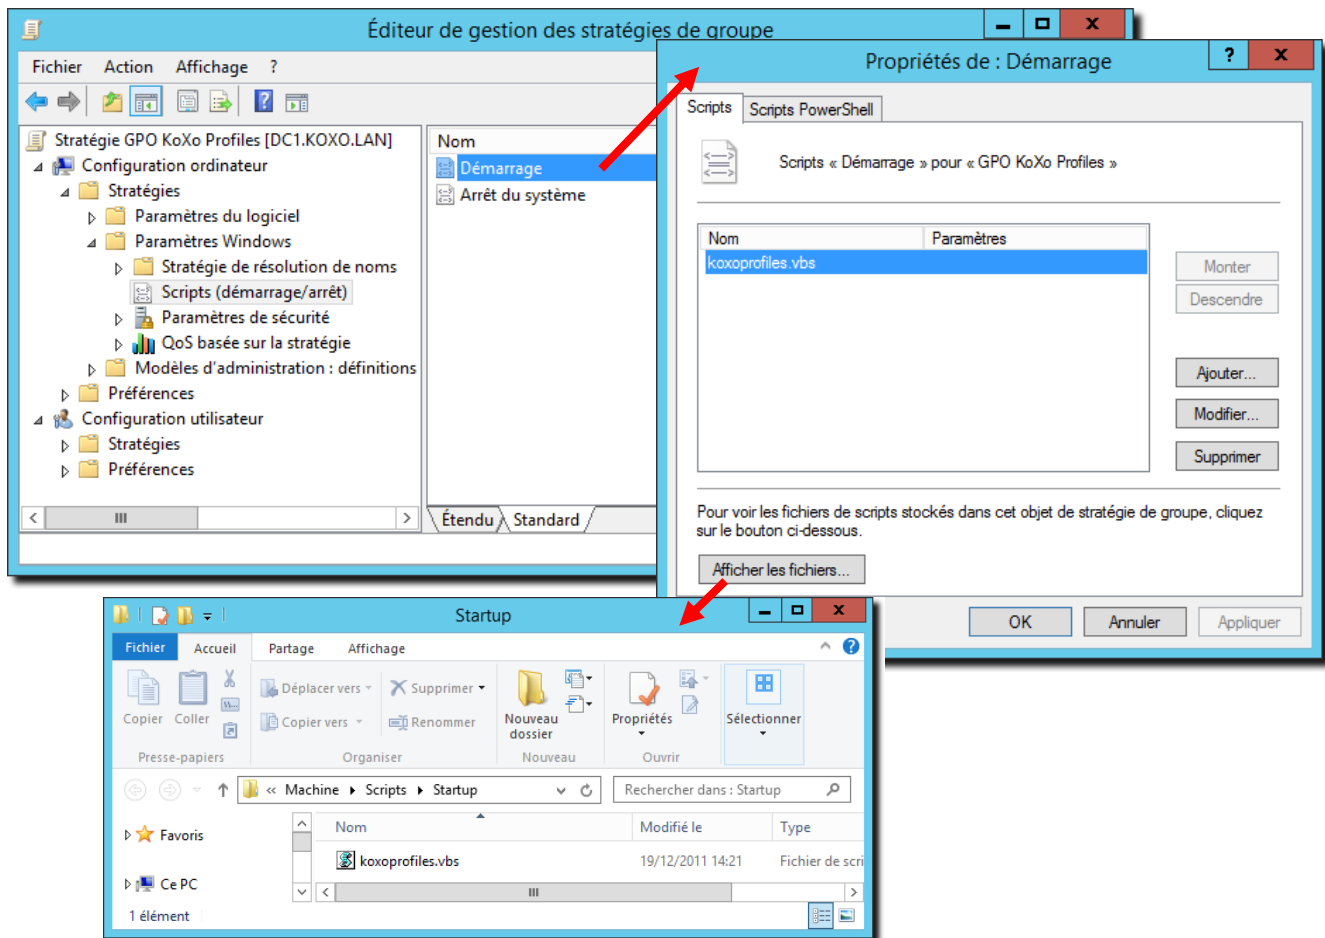 Éditeur de gestion des stratégies de groupe
Fichier Action Affichage ?
Stratégie GPO KoXo Profiles [DC1.KOXO.LAN]
Configuration ordinateur
Stratégies
Paramètres du logiciel
Paramètres Windows
Stratégie de résolution de noms
Scripts (démarrage/arrêt)
Paramètres de sécurité
QoS basée sur la stratégie
Modèles d'administration : définitions
Préférences
Configuration utilisateur
Stratégies
Préférences
Nom
Démarrage
Arrêt du système
Étendu Standard
Propriétés de : Démarrage
? x
Scripts Scripts PowerShell
Scripts « Démarrage » pour « GPO KoXo Profiles »
Nom Paramètres
koxoprofiles.vbs
Monter
Descendre
Ajouter...
Modifier...
Supprimer
Pour voir les fichiers de scripts stockés dans cet objet de stratégie de groupe, cliquez
sur le bouton ci-dessous.
Afficher les fichiers...
OK Annuler Appliquer
Startup
Fichier Accueil Partage Affichage
Copier Coller
Déplacer vers Supprimer
Copier vers Renommer
Nouveau
dossier
Propriétés
Sélectionner
Presse-papiers Organiser Nouveau Ouvrir
« Machine Scripts Startup
Rechercher dans : Startup
Favoris
Ce PC
Nom Modifié le Type
koxoprofiles.vbs 19/12/2011 14:21 Fichier de scri
1 élément